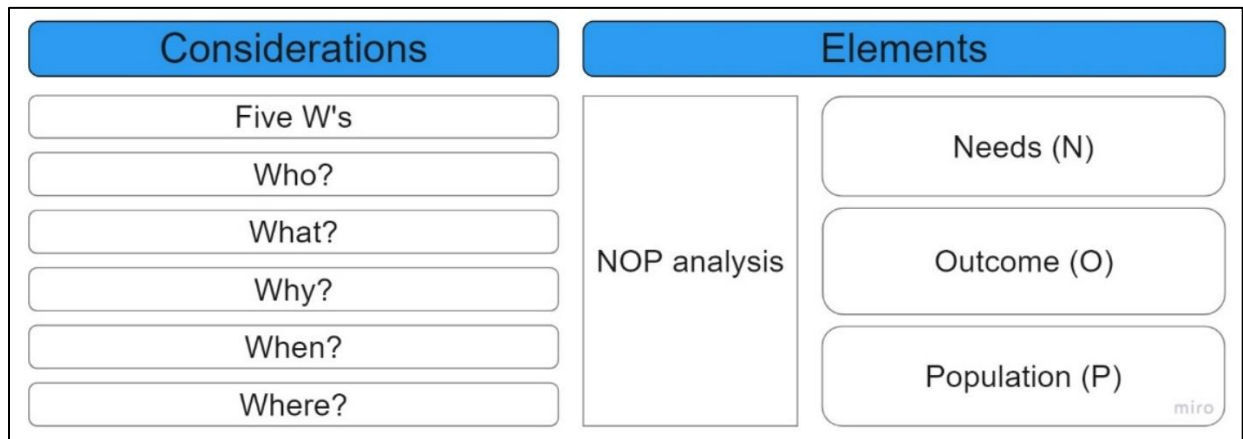 Considerations
Five W's
Who?
What?
Why?
When?
Where?
Elements
NOP analysis
Needs (N)
Outcome (O)
Population (P)
miro